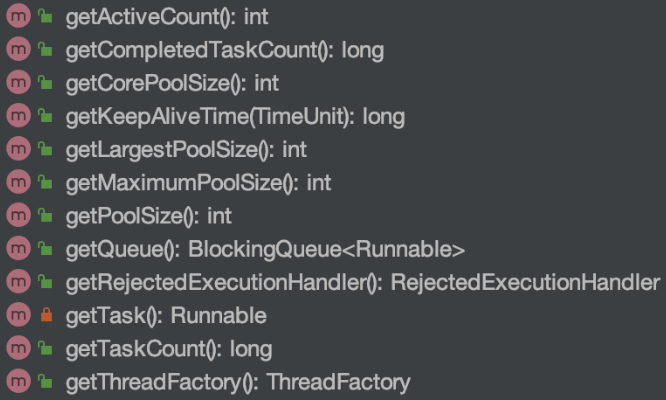 m getActiveCount(): int
m getCompletedTaskCount(): long
m getCorePoolSize(): int
m getKeepAliveTime(TimeUnit): long
m getLargestPoolSize(): int
m getMaximumPoolSize(): int
m getPoolSize(): int
m getQueue(): BlockingQueue<Runnable>
m getRejectedExecutionHandler(): RejectedExecutionHandler
m getTask(): Runnable
m getTaskCount(): long
m getThreadFactory(): ThreadFactory